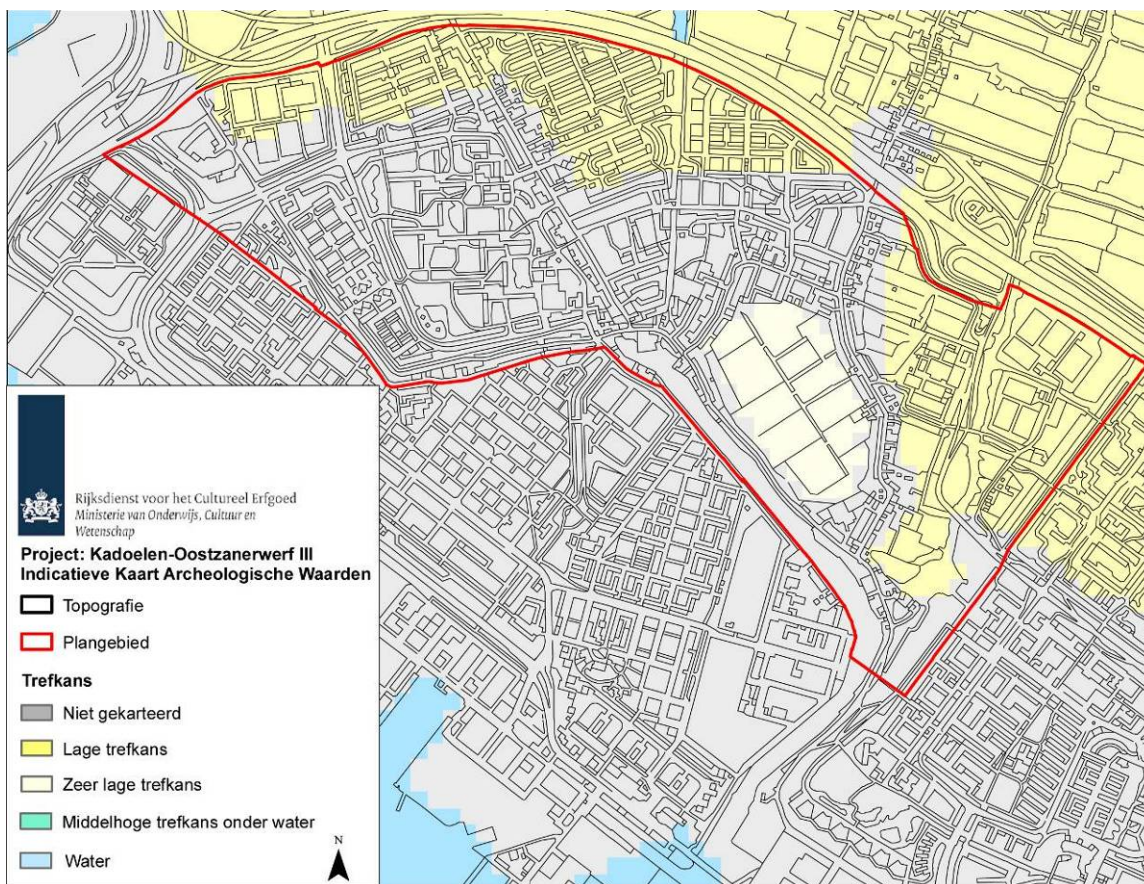 Rijksdienst voor het Cultureel Erfgoed
Ministerie van Onderwijs, Cultuur en
Wetenschap
Project: Kadoelen-Oostzanerwerf III
Indicatieve Kaart Archeologische Waarden
Topografie
Plangebied
Trefkans
Niet gekarteerd
Lage trefkans
Zeer lage trefkans
Middelhoge trefkans onder water
N
Water